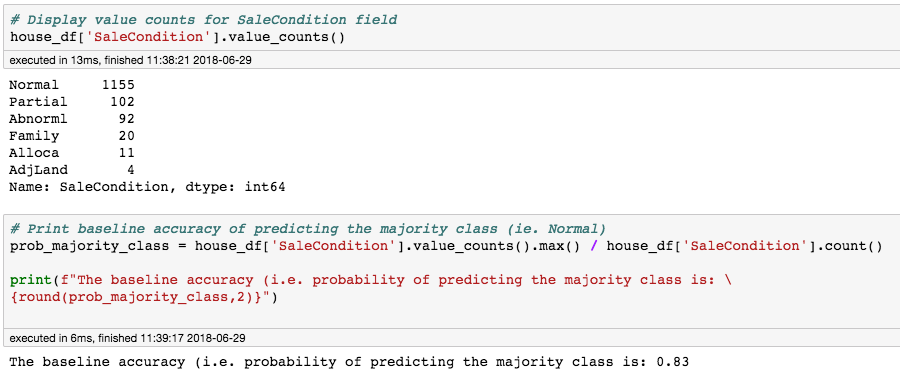 # Display value counts for SaleCondition field
house_df['SaleCondition'].value_counts()
executed in 13ms, finished 11:38:21 2018-06-29
Normal     1155
Partial     102
Abnorml      92
Family       20
Alloca       11
AdjLand       4
Name: SaleCondition, dtype: int64
# Print baseline accuracy of predicting the majority class (ie. Normal)
prob_majority_class = house_df['SaleCondition'].value_counts().max() / house_df['SaleCondition'].count()
print(f"The baseline accuracy (i.e. probability of predicting the majority class is: \
{round(prob_majority_class,2)}")
executed in 6ms, finished 11:39:17 2018-06-29
The baseline accuracy (i.e. probability of predicting the majority class is: 0.83